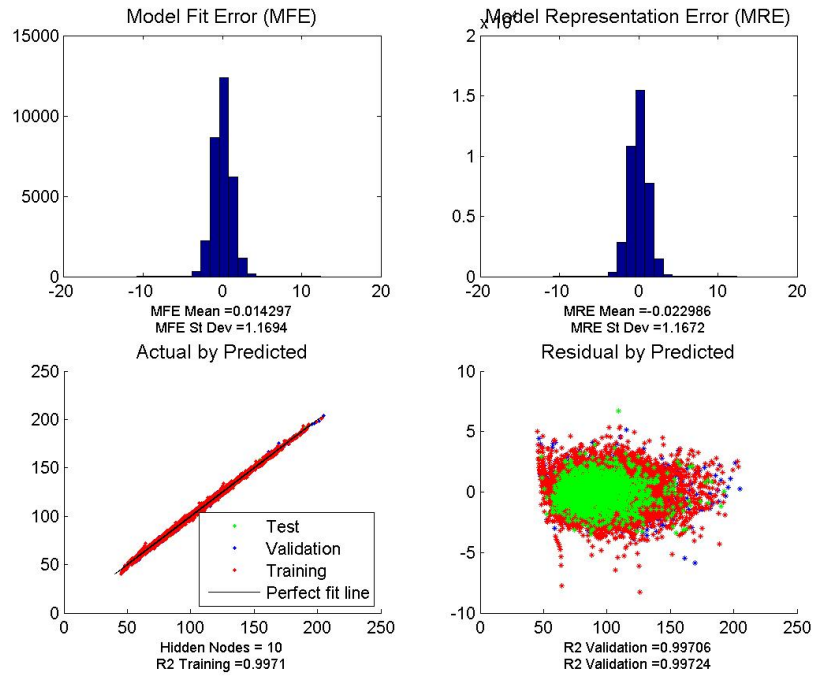 Model Fit Error (MFE)
15000
10000
5000
0
-20
-10
0
10
20
MFE Mean =0.014297
MFE St Dev =1.1694
Model Representation Error (MRE)
x 10
2
1.5
1
0.5
0
-20
-10
0
10
20
MRE Mean =-0.022986
MRE St Dev =1.1672
Actual by Predicted
250
200
150
100
50
0
0
50
100
150
200
250
Test
Validation
Training
Perfect fit line
Hidden Nodes = 10
R2 Training =0.9971
Residual by Predicted
10
5
0
-5
-10
0
50
100
150
200
250
R2 Validation =0.99706
R2 Validation =0.99724